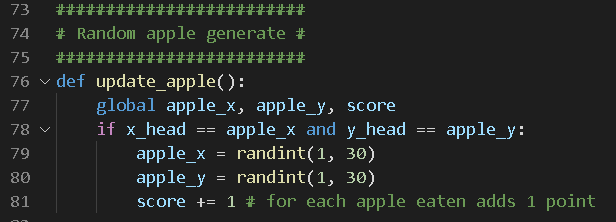 73 #########################
74 # Random apple generate #
75 #########################
76 def update_apple():
77 global apple_x, apple_y, score
78 if x_head == apple_x and y_head == apple_y:
79 apple_x = randint(1, 30)
80 apple_y = randint(1, 30)
81 score += 1 # for each apple eaten adds 1 point